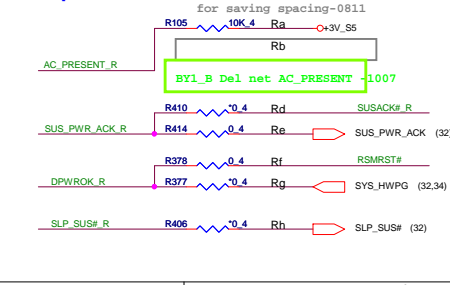 for saving spacing-0811
R105 10K_4 Ra +3V_S5
Rb
AC_PRESENT_R
BY1_B Del net AC_PRESENT -1007
R410 *0_4 Rd SUSACK#_R
SUS_PWR_ACK_R R414 0_4 Re SUS_PWR_ACK (32)
R378 0_4 Rf RSMRST#
DPWROK_R R377 *0_4 Rg SYS_HWPG (32,34)
SLP_SUS#_R R406 *0_4 Rh SLP_SUS# (32)